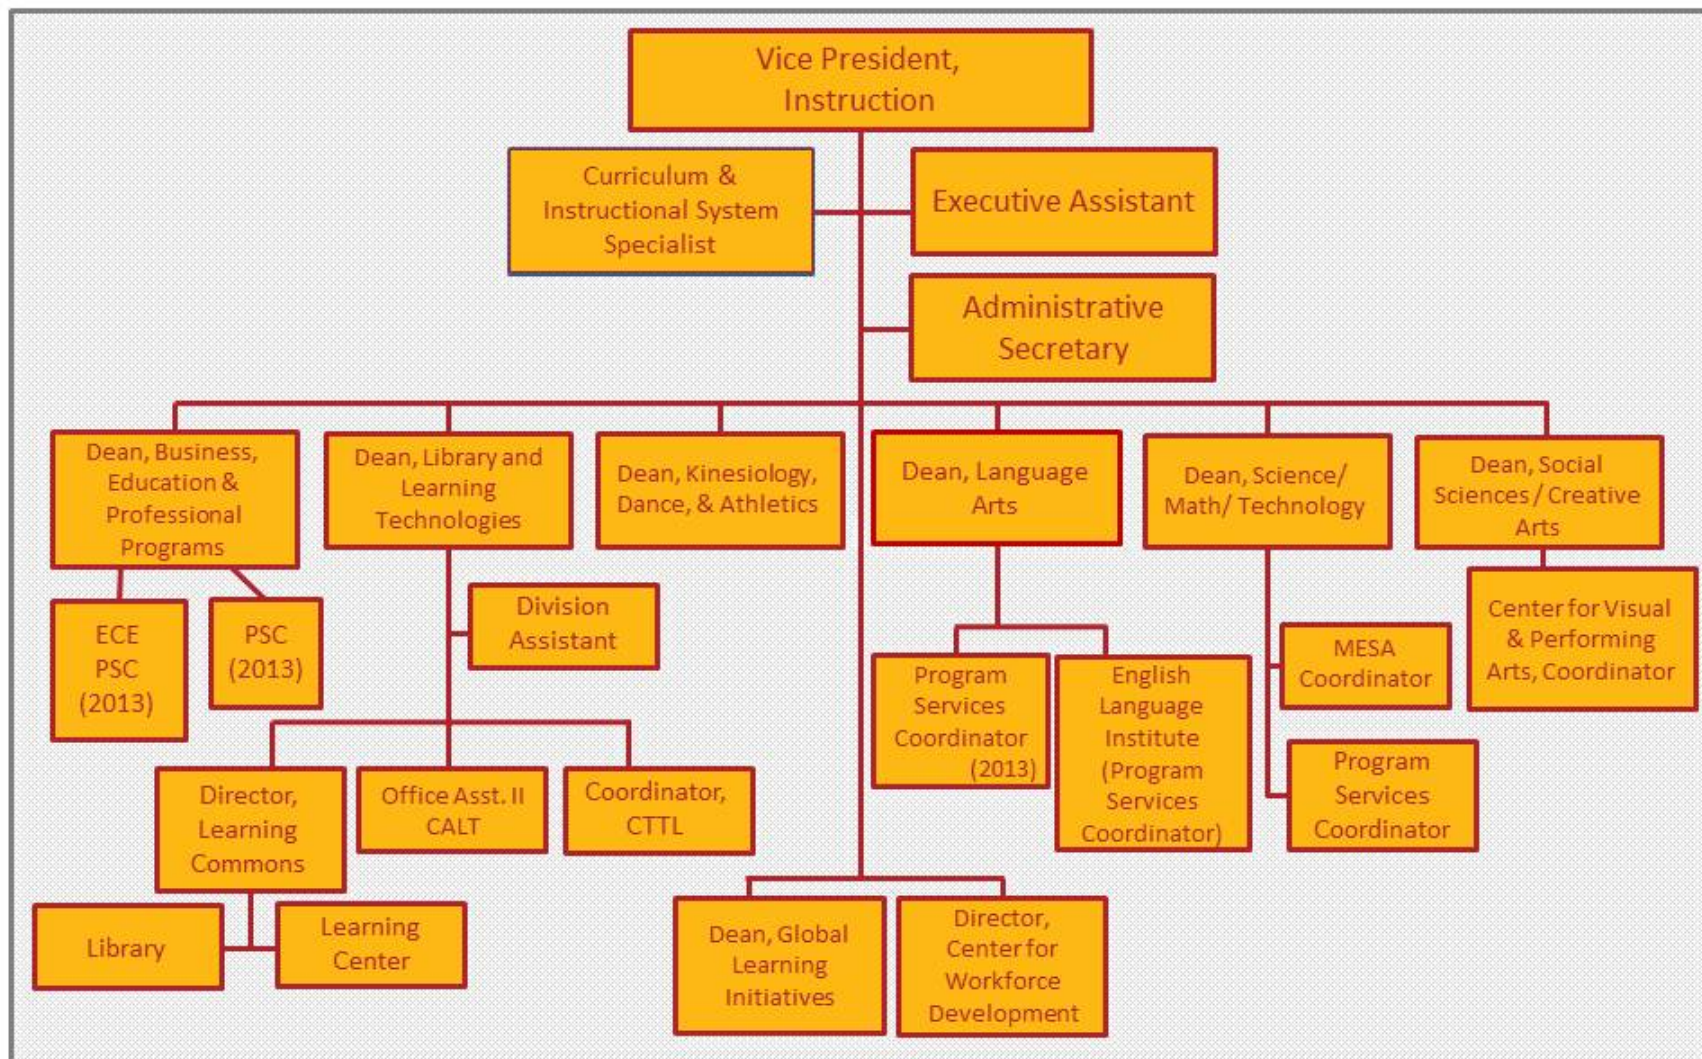 Vice President,
Instruction
Curriculum &
Instructional System
Specialist
Executive Assistant
Administrative
Secretary
Dean, Business,
Education &
Professional
Programs
Dean, Library and
Learning
Technologies
Dean, Kinesiology,
Dance, & Athletics
Dean, Language
Arts
Dean, Science/
Math/ Technology
Dean, Social
Sciences / Creative
Arts
ECE
PSC
(2013)
PSC
(2013)
Division
Assistant
Program
Services
Coordinator
(2013)
English
Language
Institute
(Program
Services
Coordinator)
MESA
Coordinator
Center for Visual
& Performing
Arts, Coordinator
Program
Services
Coordinator
Director,
Learning
Commons
Office Asst. II
CALT
Coordinator,
CTTL
Library
Learning
Center
Dean, Global
Learning
Initiatives
Director,
Center for
Workforce
Development